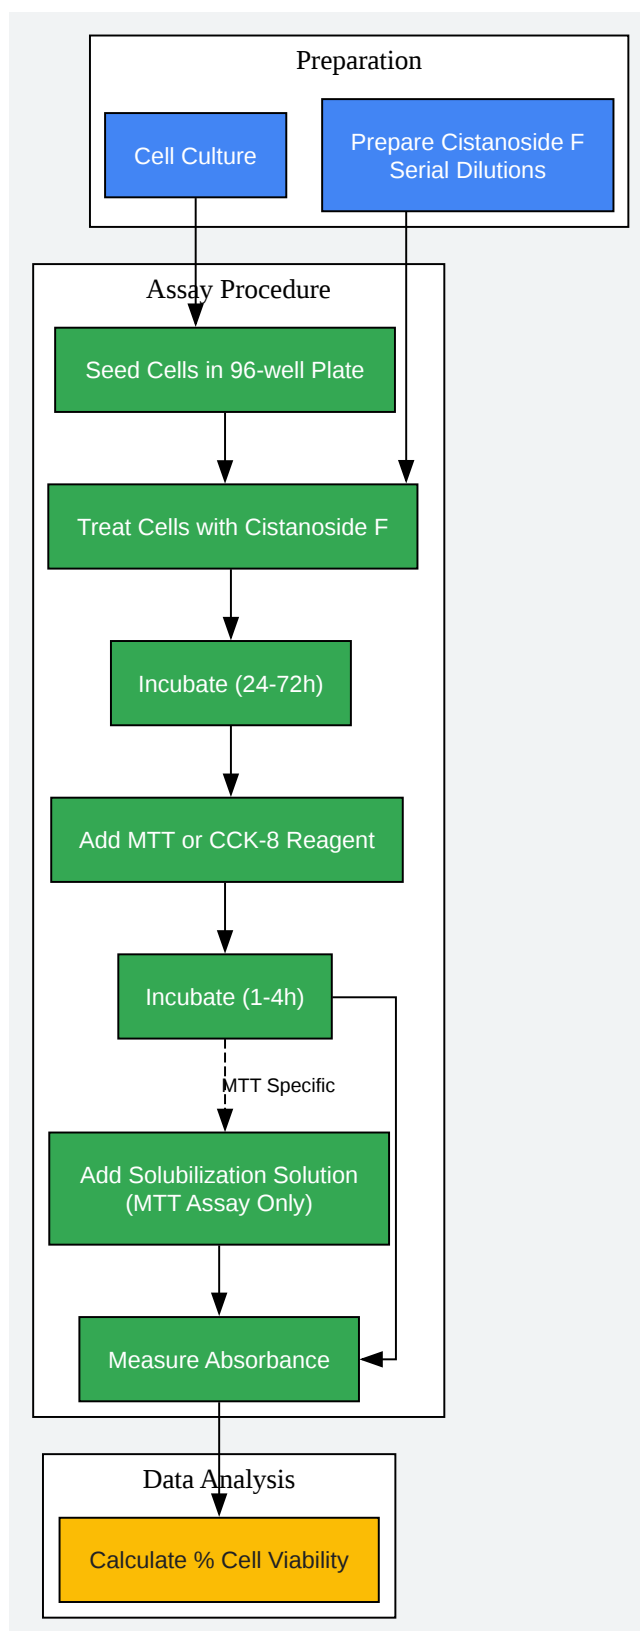 Preparation
Cell Culture
Prepare Cistanoside F
Serial Dilutions
Assay Procedure
Seed Cells in 96-well Plate
Treat Cells with Cistanoside F
Incubate (24-72h)
Add MTT or CCK-8 Reagent
Incubate (1-4h)
MTT Specific
Add Solubilization Solution
(MTT Assay Only)
Measure Absorbance
Data Analysis
Calculate % Cell Viability